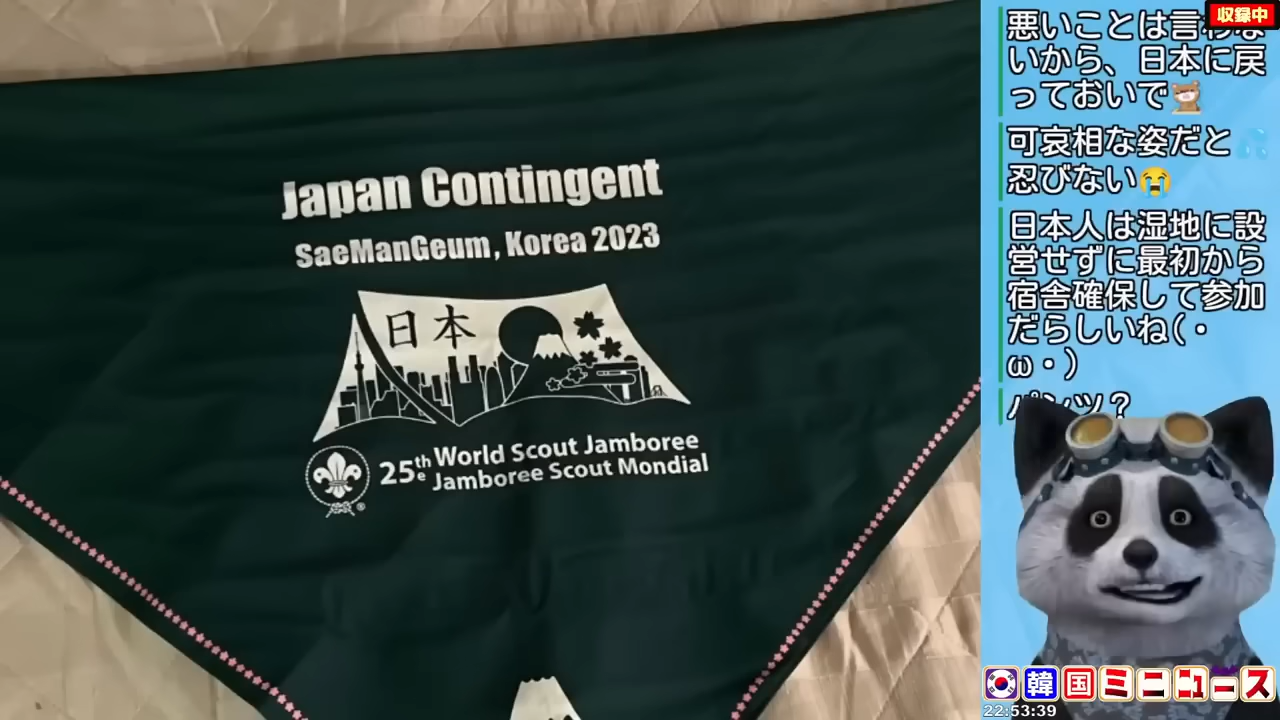 Japan Contingent
SaeManGeum, Korea 2023
日本
25th World Scout Jamboree
e Jamboree Scout Mondial
収録中
悪いことは言わな
いから、日本に戻
っておいで
可哀相な姿だと
忍びない
日本人は湿地に設
営せずに最初から
宿舎確保して参加
だらしいね(・
ω・)
パンツ？
韓国ミニニュース
22:53:39